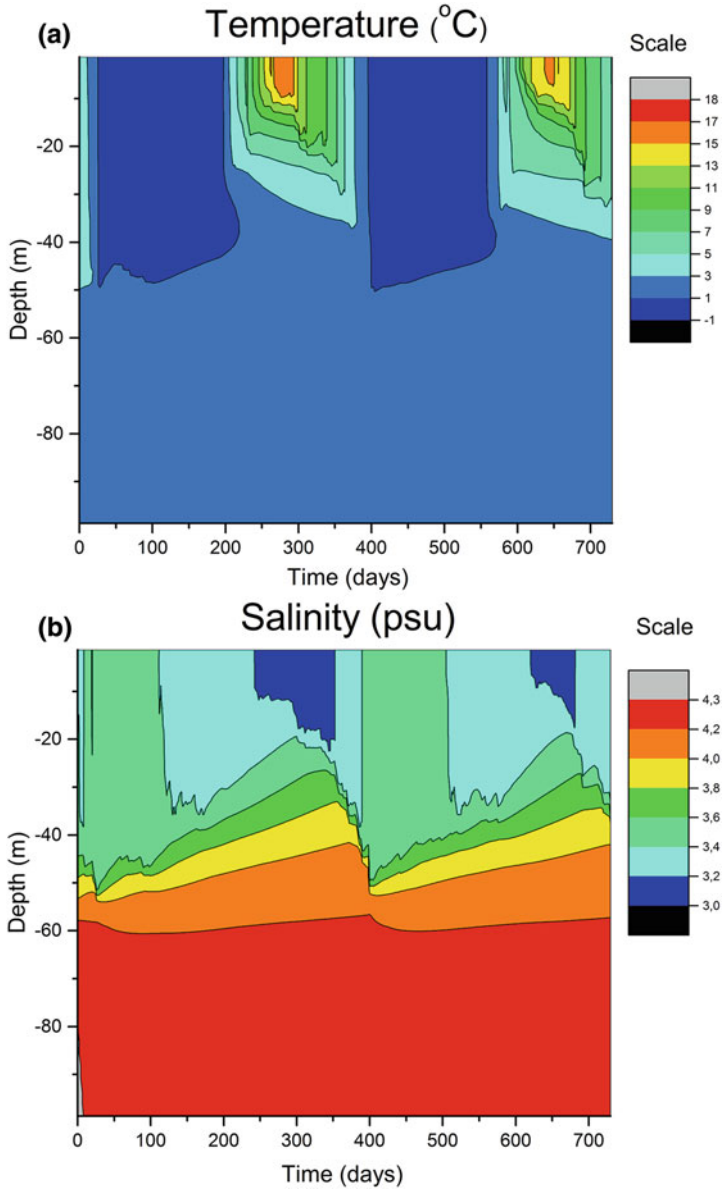 (a) Temperature (°C)
Scale
18
17
15
13
11
9
7
5
3
1
-1
-20
-40
-60
-80
Depth (m)
0 100 200 300 400 500 600 700
Time (days)
(b) Salinity (psu)
Scale
4,3
4,2
4,0
3,8
3,6
3,4
3,2
3,0
-20
-40
-60
-80
Depth (m)
0 100 200 300 400 500 600 700
Time (days)